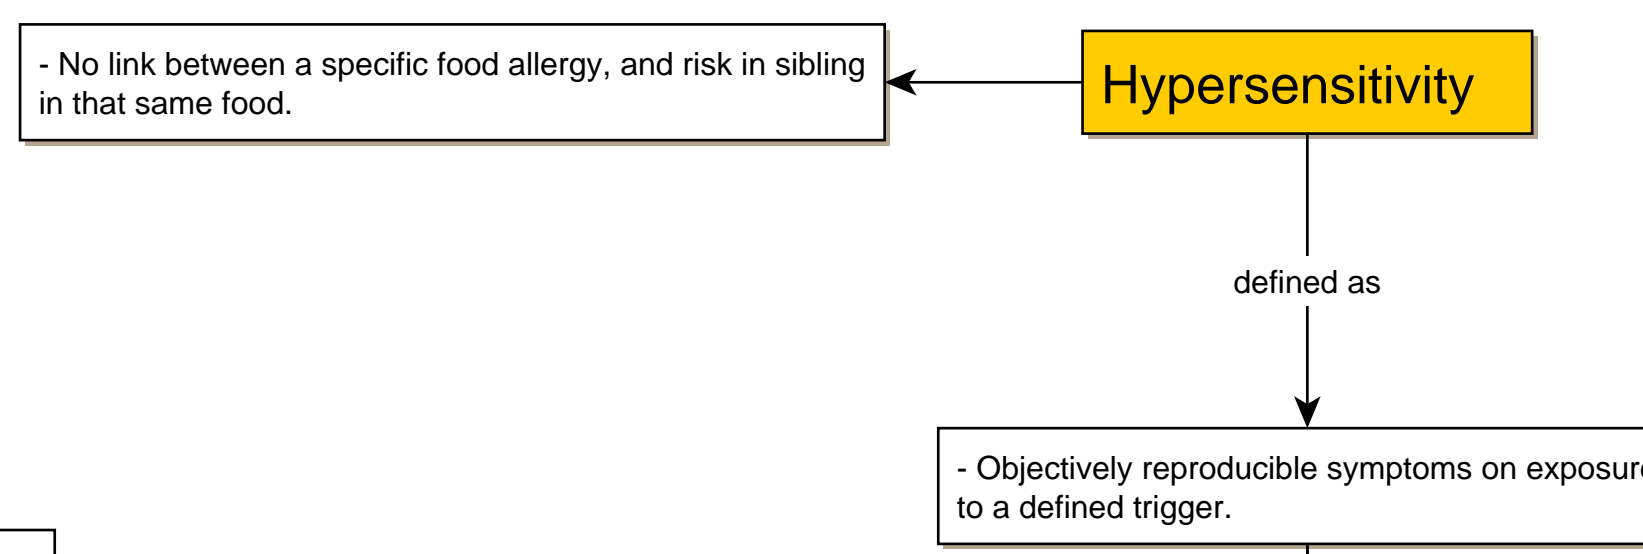 - No link between a specific food allergy, and risk in sibling
in that same food.
Hypersensitivity
defined as
- Objectively reproducible symptoms on exposure
to a defined trigger.